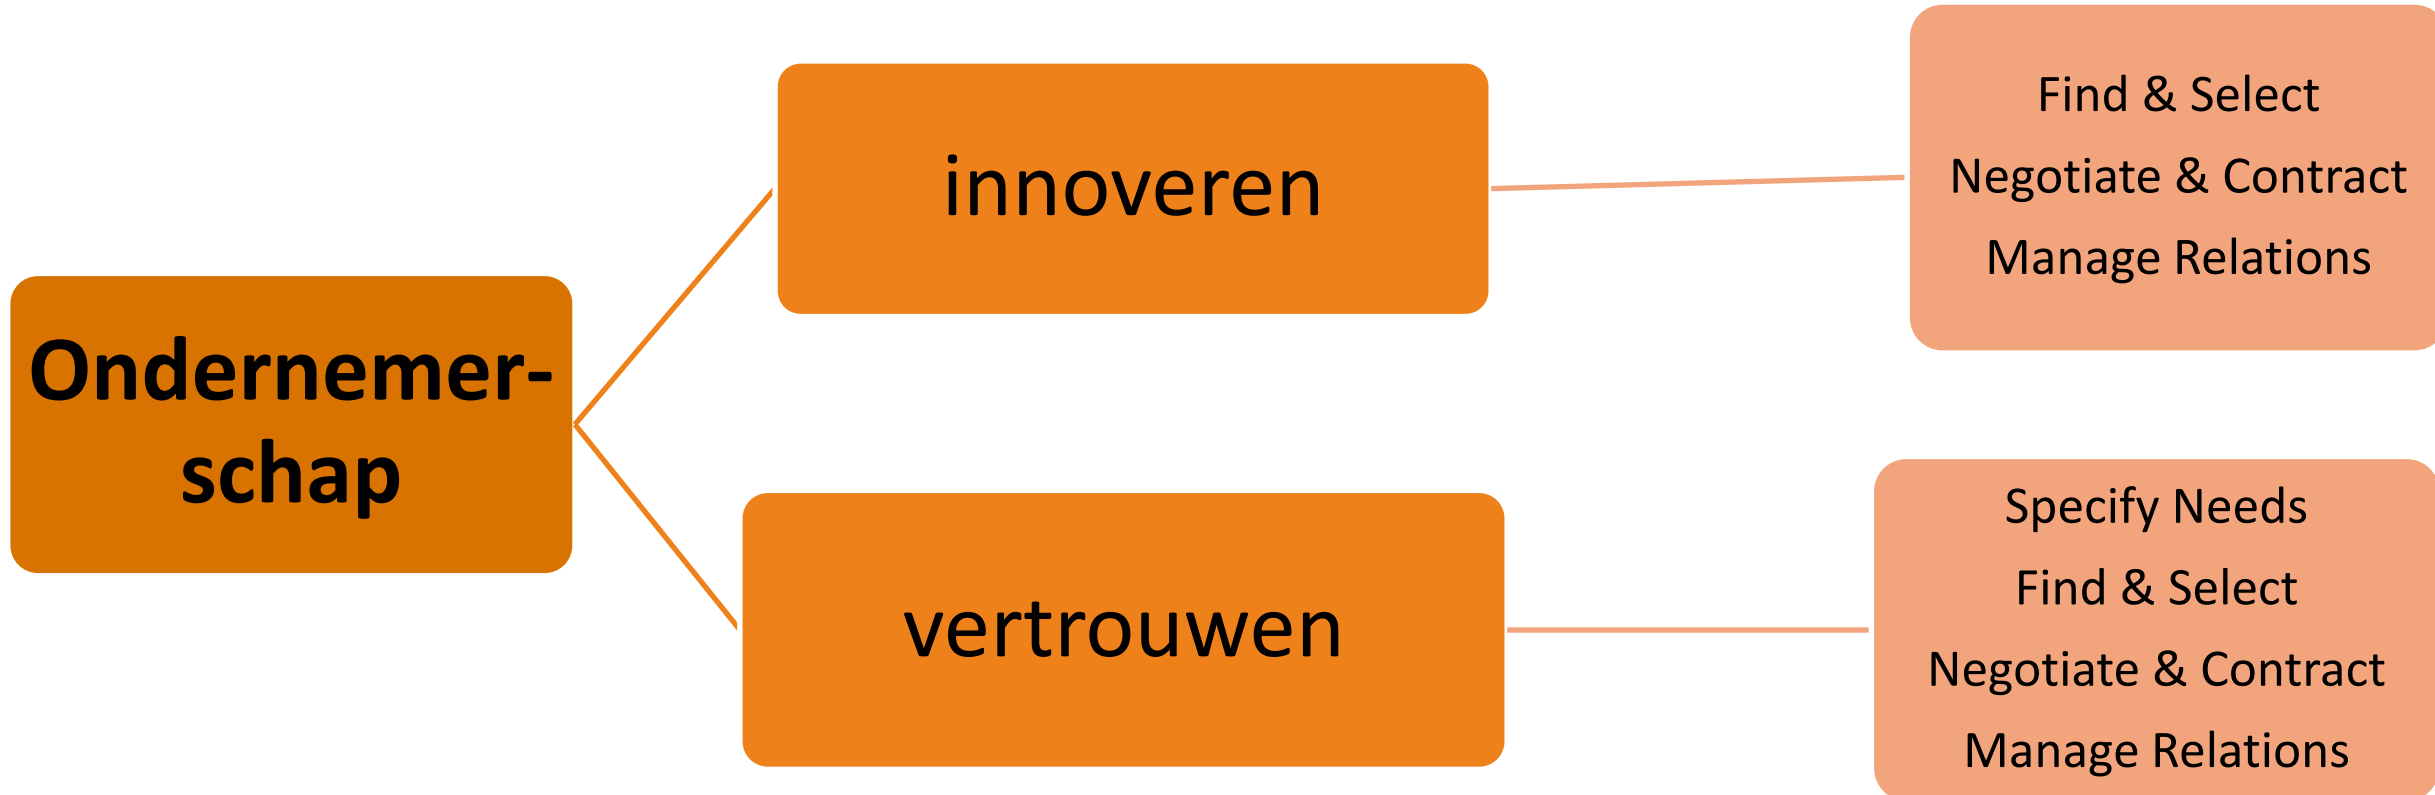 Ondernemer-
schap
innoveren
Find & Select
Negotiate & Contract
Manage Relations
vertrouwen
Specify Needs
Find & Select
Negotiate & Contract
Manage Relations